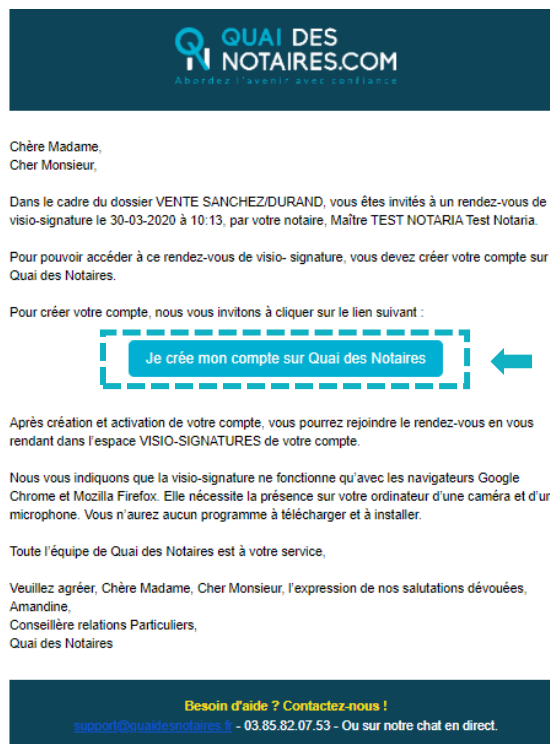 QUAI DES
NOTAIRES.COM
Abordez l'avenir avec confiance
Chère Madame,
Cher Monsieur,
Dans le cadre du dossier VENTE SANCHEZ/DURAND, vous êtes invités à un rendez-vous de
visio-signature le 30-03-2020 à 10:13, par votre notaire, Maître TEST NOTARIA Test Notaria.
Pour pouvoir accéder à ce rendez-vous de visio- signature, vous devez créer votre compte sur
Quai des Notaires.
Pour créer votre compte, nous vous invitons à cliquer sur le lien suivant :
Je crée mon compte sur Quai des Notaires
Après création et activation de votre compte, vous pourrez rejoindre le rendez-vous en vous
rendant dans l'espace VISIO-SIGNATURES de votre compte.
Nous vous indiquons que la visio-signature ne fonctionne qu'avec les navigateurs Google
Chrome et Mozilla Firefox. Elle nécessite la présence sur votre ordinateur d'une caméra et d'un
microphone. Vous n'aurez aucun programme à télécharger et à installer.
Toute l'équipe de Quai des Notaires est à votre service,
Veuillez agréer, Chère Madame, Cher Monsieur, l'expression de nos salutations dévouées,
Amandine,
Conseillère relations Particuliers,
Quai des Notaires
Besoin d'aide ? Contactez-nous !
support@quaidesnotaires.fr - 03.85.82.07.53 - Ou sur notre chat en direct.